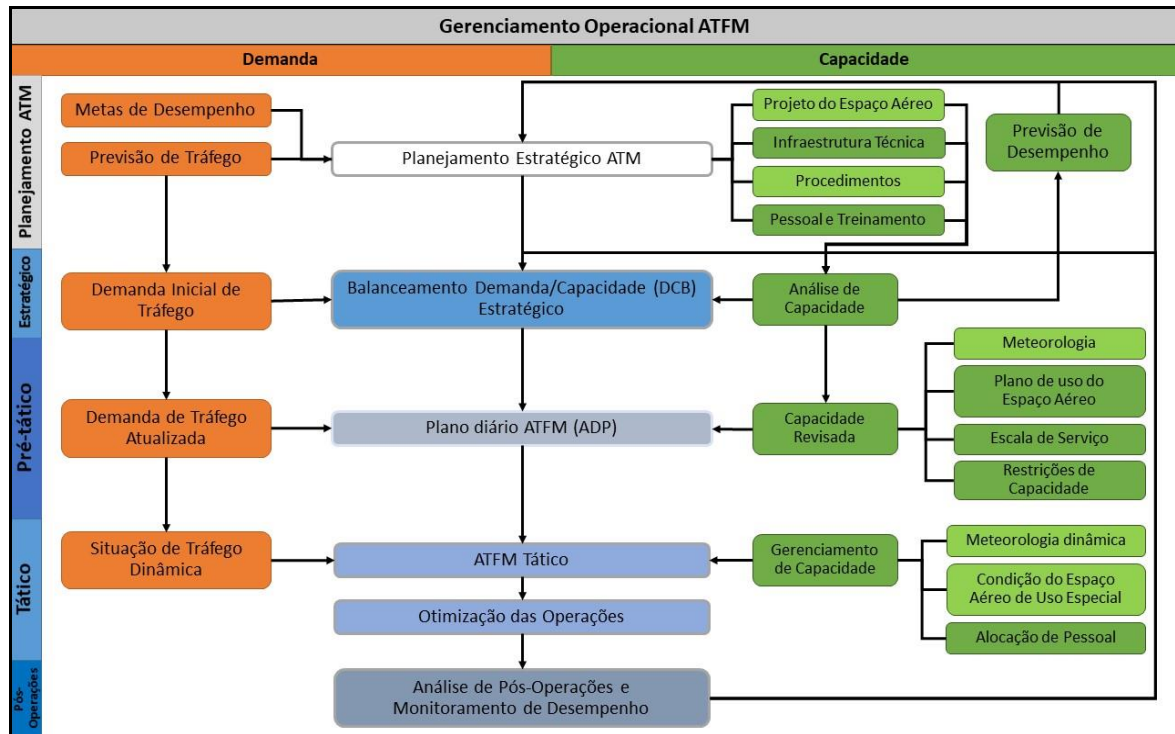 Gerenciamento Operacional ATFM
Demanda
Capacidade
Planejamento ATM
Metas de Desempenho
Previsão de Tráfego
Planejamento Estratégico ATM
Projeto do Espaço Aéreo
Infraestrutura Técnica
Procedimentos
Pessoal e Treinamento
Previsão de
Desempenho
Estratégico
Demanda Inicial de
Tráfego
Balanceamento Demanda/Capacidade (DCB)
Estratégico
Análise de
Capacidade
Pré-tático
Demanda de Tráfego
Atualizada
Plano diário ATFM (ADP)
Capacidade
Revisada
Meteorologia
Plano de uso do
Espaço Aéreo
Escala de Serviço
Restrições de
Capacidade
Tático
Situação de Tráfego
Dinâmica
ATFM Tático
Otimização das Operações
Gerenciamento
de Capacidade
Meteorologia dinâmica
Condição do Espaço
Aéreo de Uso Especial
Alocação de Pessoal
Pós-
Operações
Análise de Pós-Operações e
Monitoramento de Desempenho